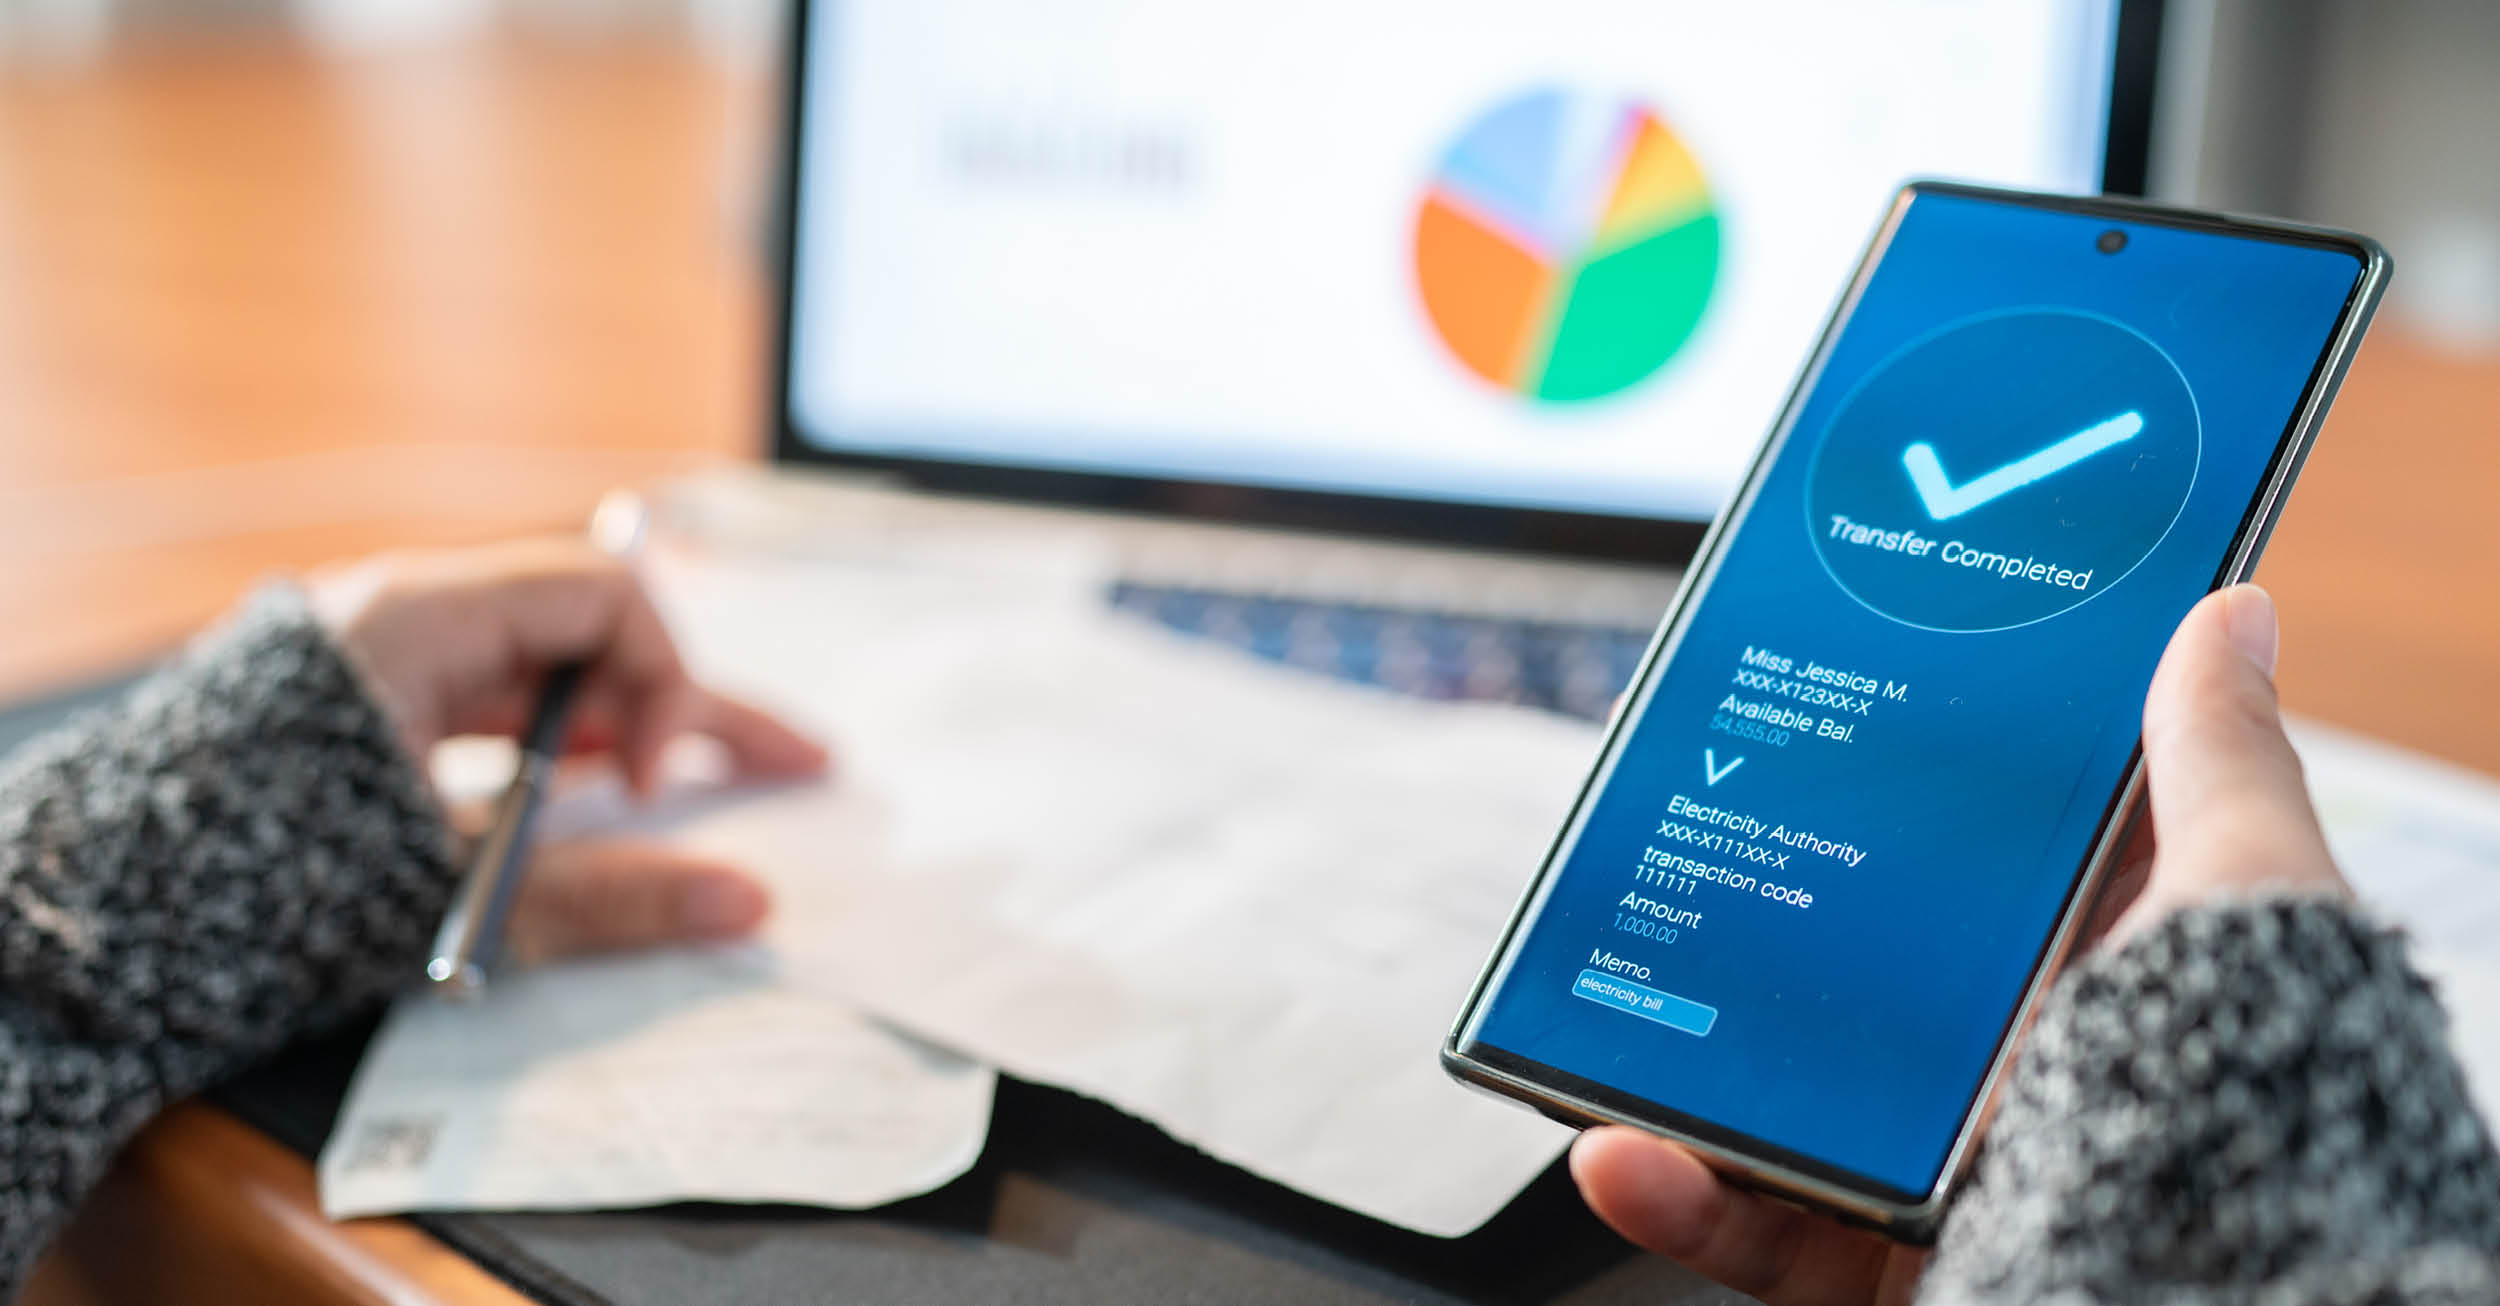 Transfer Completed
Miss Jessica M.
XXX-X123XX-X
Available Bal.
54,555.00
Electricity Authority
XXX-X111XX-X
transaction code
111111
Amount
1,000.00
Memo.
electricity bill